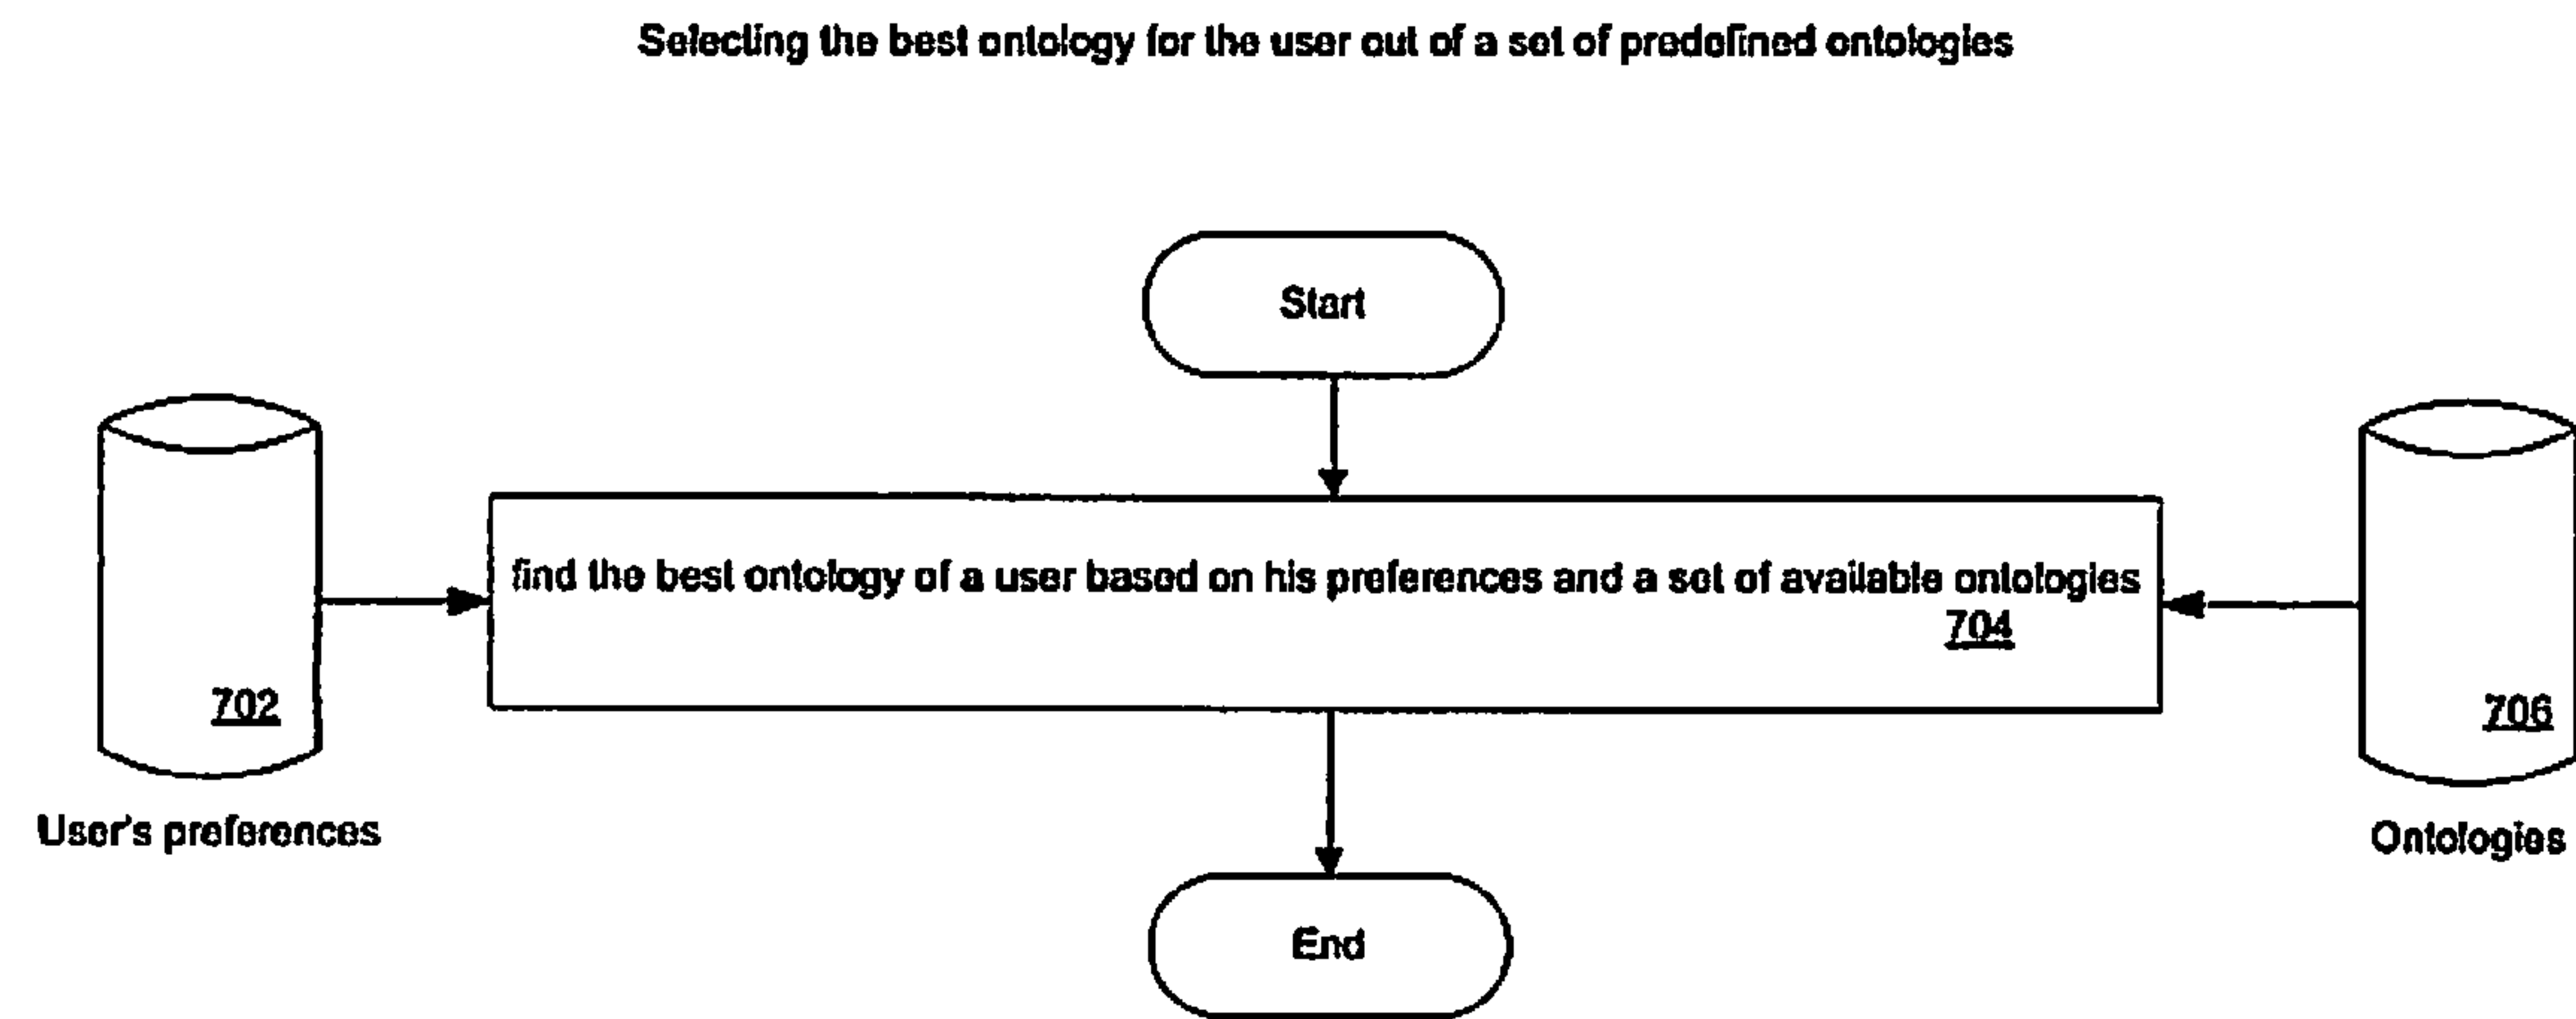 Selecting the best ontology for the user out of a set of predefined ontologies
Start
find the best ontology of a user based on his preferences and a set of available ontologies
704
702
706
User's preferences
Ontologies
End